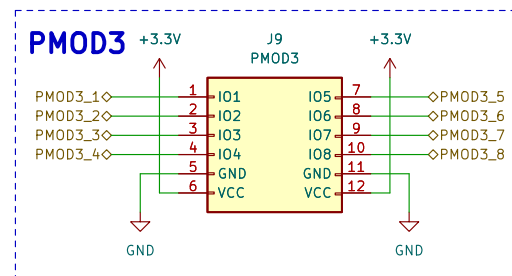 PMOD3
+3.3V
J9
PMOD3
+3.3V
PMOD3_1 1 IO1 IO5 7 PMOD3_5
PMOD3_2 2 IO2 IO6 8 PMOD3_6
PMOD3_3 3 IO3 IO7 9 PMOD3_7
PMOD3_4 4 IO4 IO8 10 PMOD3_8
5 GND GND 11
6 VCC VCC 12
GND GND